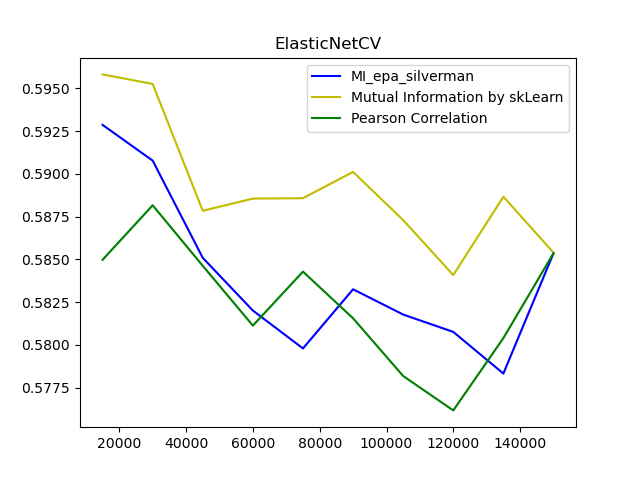 ElasticNetCV
MI_epa_silverman
Mutual Information by skLearn
Pearson Correlation
0.5950
0.5925
0.5900
0.5875
0.5850
0.5825
0.5800
0.5775
20000 40000 60000 80000 100000 120000 140000